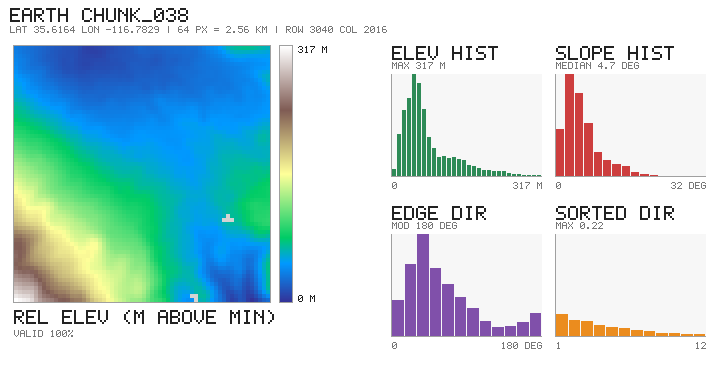 EARTH CHUNK_038
LAT 35.6164 LON -116.7829 | 64 PX = 2.56 KM | ROW 3040 COL 2016
317 M
0 M
REL ELEV (M ABOVE MIN)
VALID 100%
ELEV HIST
MAX 317 M
0 317 M
SLOPE HIST
MEDIAN 4.7 DEG
0 32 DEG
EDGE DIR
MOD 180 DEG
0 180 DEG
SORTED DIR
MAX 0.22
1 12